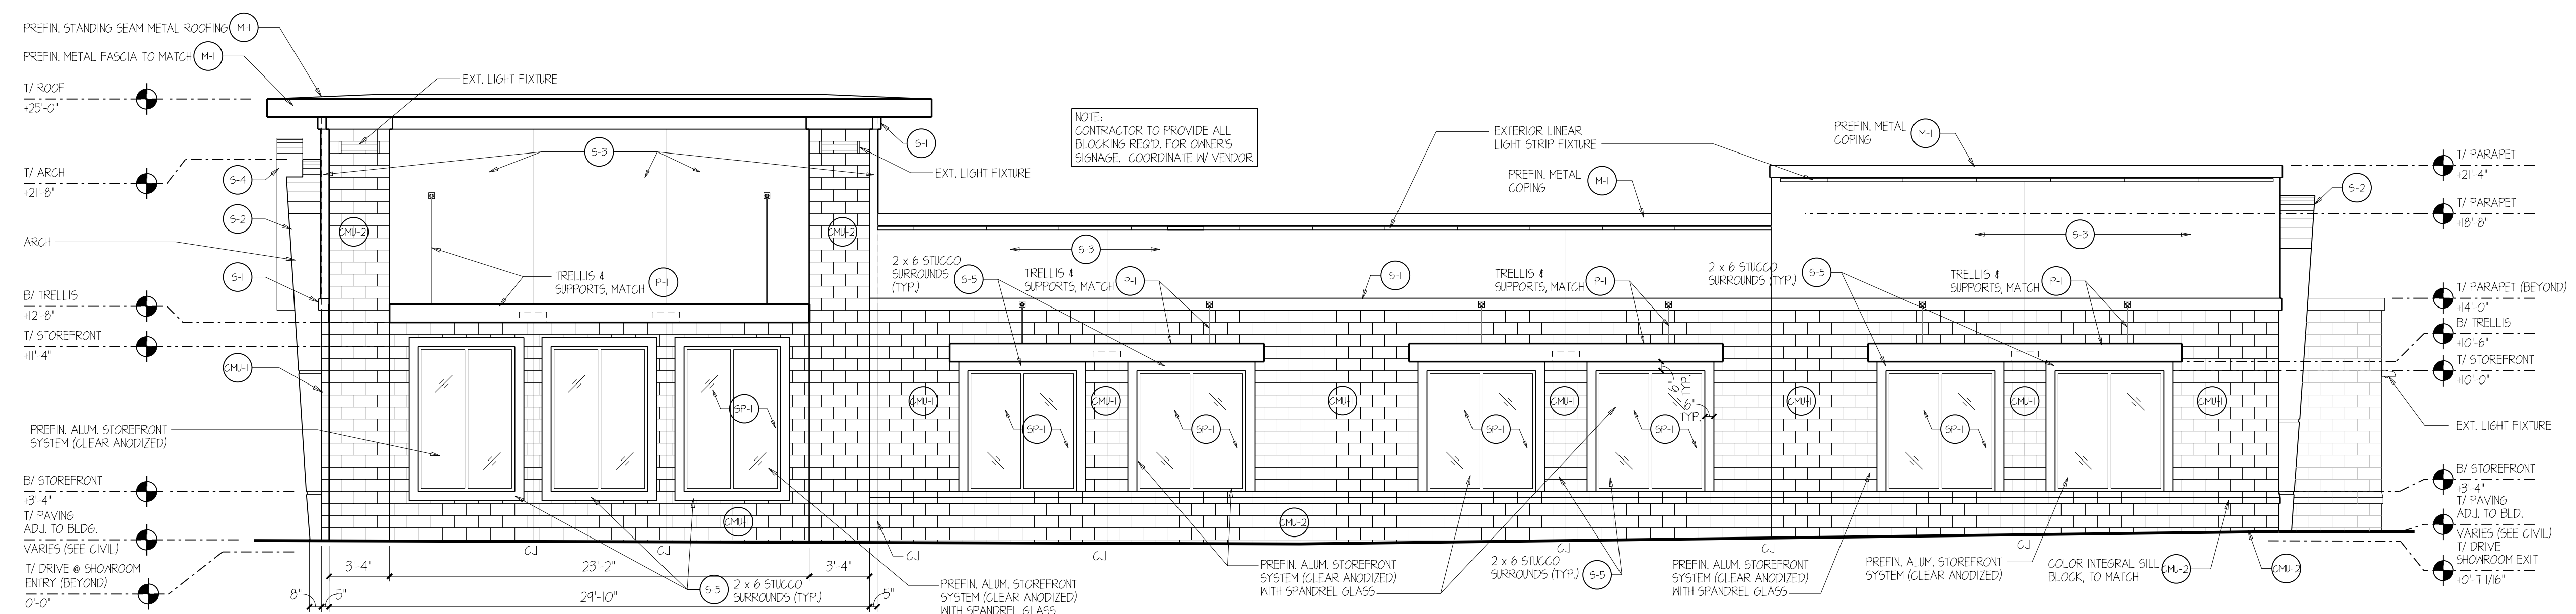 PREFIN. STANDING SEAM METAL ROOFING M-1
PREFIN. METAL FASCIA TO MATCH M-1
T/ ROOF
+25'-0"
T/ ARCH
+21'-8"
S-4
S-2
ARCH
S-1
B/ TRELLIS
+12'-8"
T/ STOREFRONT
+11'-4"
CMU-1
PREFIN. ALUM. STOREFRONT
SYSTEM (CLEAR ANODIZED)
B/ STOREFRONT
+3'-4"
T/ PAVING
ADJ. TO BLDG.
VARIES (SEE CIVIL)
T/ DRIVE @ SHOWROOM
ENTRY (BEYOND)
0'-0"
EXT. LIGHT FIXTURE
S-3
S-1
EXT. LIGHT FIXTURE
CMU-2
CMU-2
TRELLIS &
SUPPORTS, MATCH P-1
SP-1
CMU-1
CJ
CJ
CJ
3'-4"
23'-2"
3'-4"
8"
5"
29'-10"
5"
S-5 2 x 6 STUCCO
SURROUNDS (TYP.)
PREFIN. ALUM. STOREFRONT
SYSTEM (CLEAR ANODIZED)
WITH SPANDREL GLASS
NOTE:
CONTRACTOR TO PROVIDE ALL
BLOCKING REQ'D. FOR OWNER'S
SIGNAGE. COORDINATE W/ VENDOR
EXTERIOR LINEAR
LIGHT STRIP FIXTURE
PREFIN. METAL
COPING
M-1
PREFIN. METAL
COPING
M-1
S-3
2 x 6 STUCCO
SURROUNDS
(TYP.)
S-5
TRELLIS &
SUPPORTS, MATCH P-1
S-1
TRELLIS &
SUPPORTS, MATCH P-1
2 x 6 STUCCO
SURROUNDS (TYP.)
S-5
S-3
TRELLIS &
SUPPORTS, MATCH P-1
S-2
CMU-1
SP-1
CMU-1
SP-1
CMU-1
SP-1
CMU-1
SP-1
6"
TYP.
6"
TYP.
CMU-1
SP-1
CMU-1
CMU-1
CMU-2
CJ
CJ
CJ
CJ
PREFIN. ALUM. STOREFRONT
SYSTEM (CLEAR ANODIZED)
WITH SPANDREL GLASS
2 x 6 STUCCO
SURROUNDS (TYP.) S-5
PREFIN. ALUM. STOREFRONT
SYSTEM (CLEAR ANODIZED)
WITH SPANDREL GLASS
PREFIN. ALUM. STOREFRONT
SYSTEM (CLEAR ANODIZED)
COLOR INTEGRAL SILL
BLOCK, TO MATCH
CMU-2
CMU-2
T/ PARAPET
+21'-4"
T/ PARAPET
+18'-8"
T/ PARAPET (BEYOND)
+14'-0"
B/ TRELLIS
+10'-6"
T/ STOREFRONT
+10'-0"
EXT. LIGHT FIXTURE
B/ STOREFRONT
+3'-4"
T/ PAVING
ADJ. TO BLD.
VARIES (SEE CIVIL)
T/ DRIVE
SHOWROOM EXIT
+0'-7 1/16"